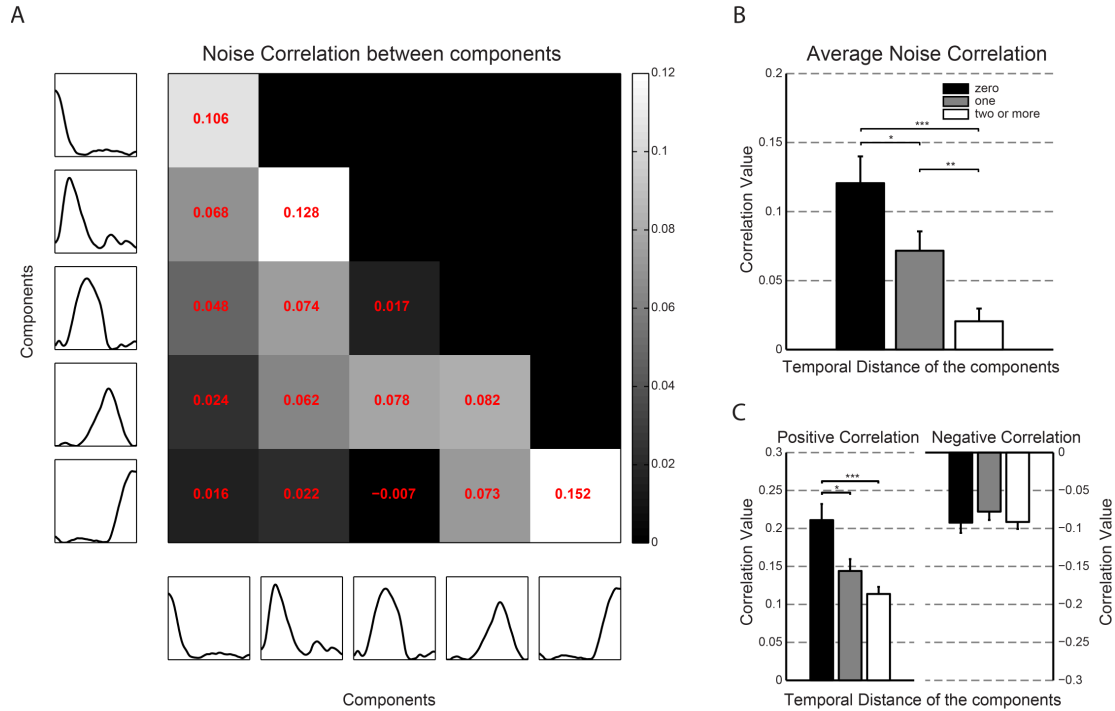 A
Noise Correlation between components
Components
0.106
0.068 0.128
0.048 0.074 0.017
0.024 0.062 0.078 0.082
0.016 0.022 −0.007 0.073 0.152
0.12
0.1
0.08
0.06
0.04
0.02
0
Components
B
Average Noise Correlation
Correlation Value
0.2
0.15
0.1
0.05
0
zero
one
two or more
***
*
**
Temporal Distance of the components
C
Positive Correlation
Negative Correlation
Correlation Value
0.3
0.25
0.2
0.15
0.1
0.05
0
***
*
0
−0.05
−0.1
−0.15
−0.2
−0.25
−0.3
Correlation Value
Temporal Distance of the components